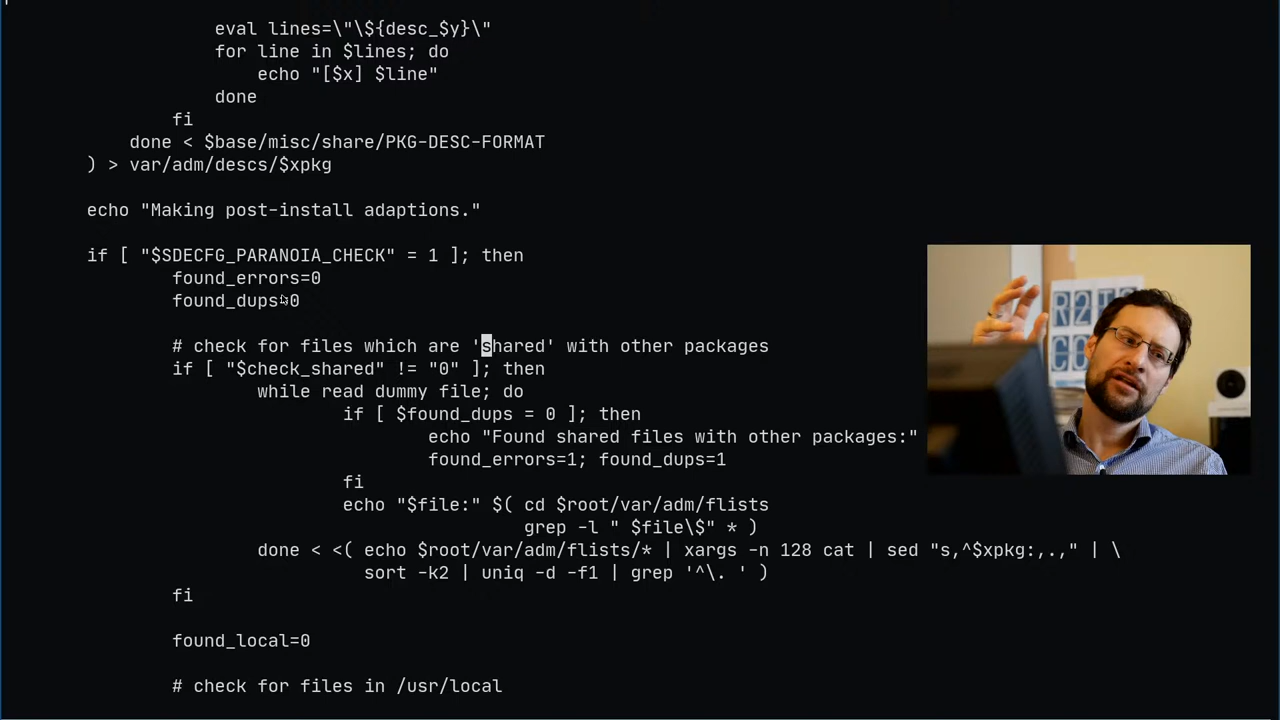 eval lines=\"\${desc_$y}\"
for line in $lines; do
echo "[$x] $line"
done
fi
done < $base/misc/share/PKG-DESC-FORMAT
) > var/adm/descs/$xpkg
echo "Making post-install adaptions."
if [ "$SDECFG_PARANOIA_CHECK" = 1 ]; then
found_errors=0
found_dups=0
# check for files which are 'shared' with other packages
if [ "$check_shared" != "0" ]; then
while read dummy file; do
if [ $found_dups = 0 ]; then
echo "Found shared files with other packages:"
found_errors=1; found_dups=1
fi
echo "$file:" $( cd $root/var/adm/flists
grep -l " $file\$" * )
done < <( echo $root/var/adm/flists/* | xargs -n 128 cat | sed "s,^$xpkg:,.," | \
sort -k2 | uniq -d -f1 | grep '^\. ' )
fi
found_local=0
# check for files in /usr/local